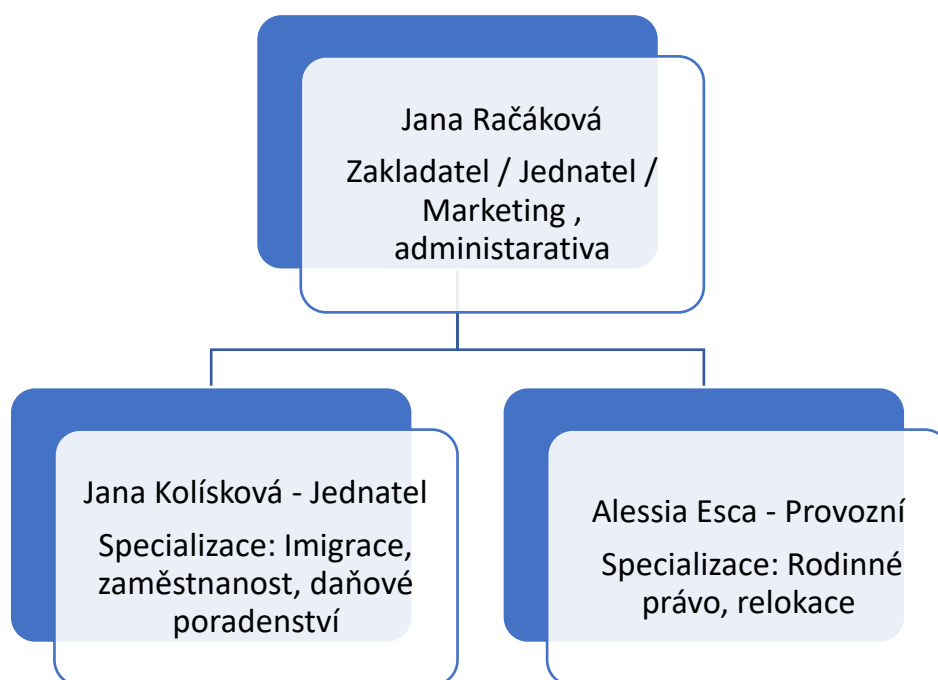 Jana Račáková
Zakladatel / Jednatel /
Marketing ,
administarativa
Jana Kolísková - Jednatel
Specializace: Imigrace,
zaměstnanost, daňové
poradenství
Alessia Esca - Provozní
Specializace: Rodinné
právo, relokace